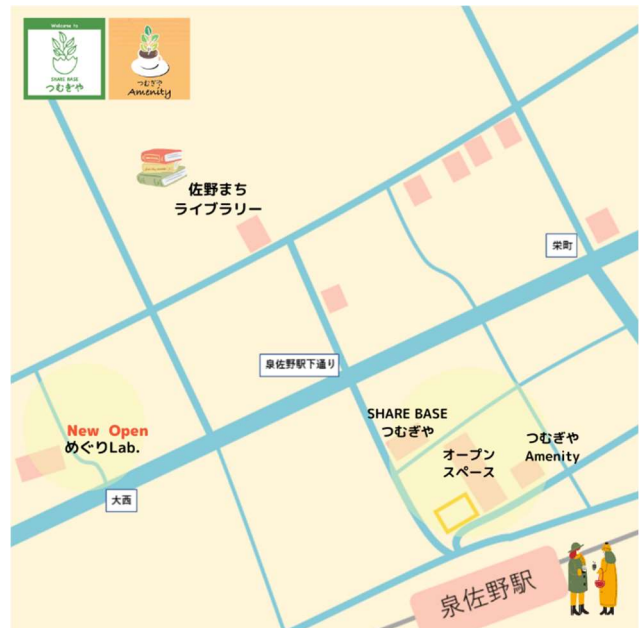 Welcome to
SHARE BASE
つむぎや
つむぎや
Amenity
佐野まち
ライブラリー
栄町
泉佐野駅下通り
New Open
めぐりLab.
大西
SHARE BASE
つむぎや
オープン
スペース
つむぎや
Amenity
泉佐野駅